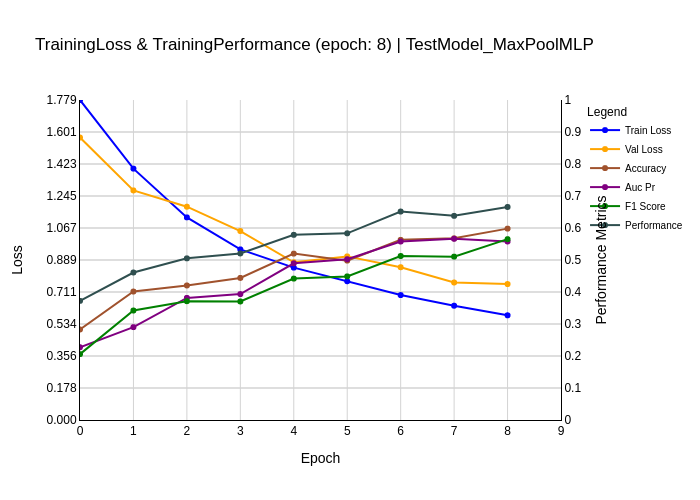 TrainingLoss & TrainingPerformance (epoch: 8) | TestModel_MaxPoolMLP
1.779
1.601
1.423
1.245
1.067
0.889
0.711
0.534
0.356
0.178
0.000
Loss
0 1 2 3 4 5 6 7 8 9
Epoch
1
0.9
0.8
0.7
0.6
0.5
0.4
0.3
0.2
0.1
0
Performance Metrics
Legend
Train Loss
Val Loss
Accuracy
Auc Pr
F1 Score
Performance